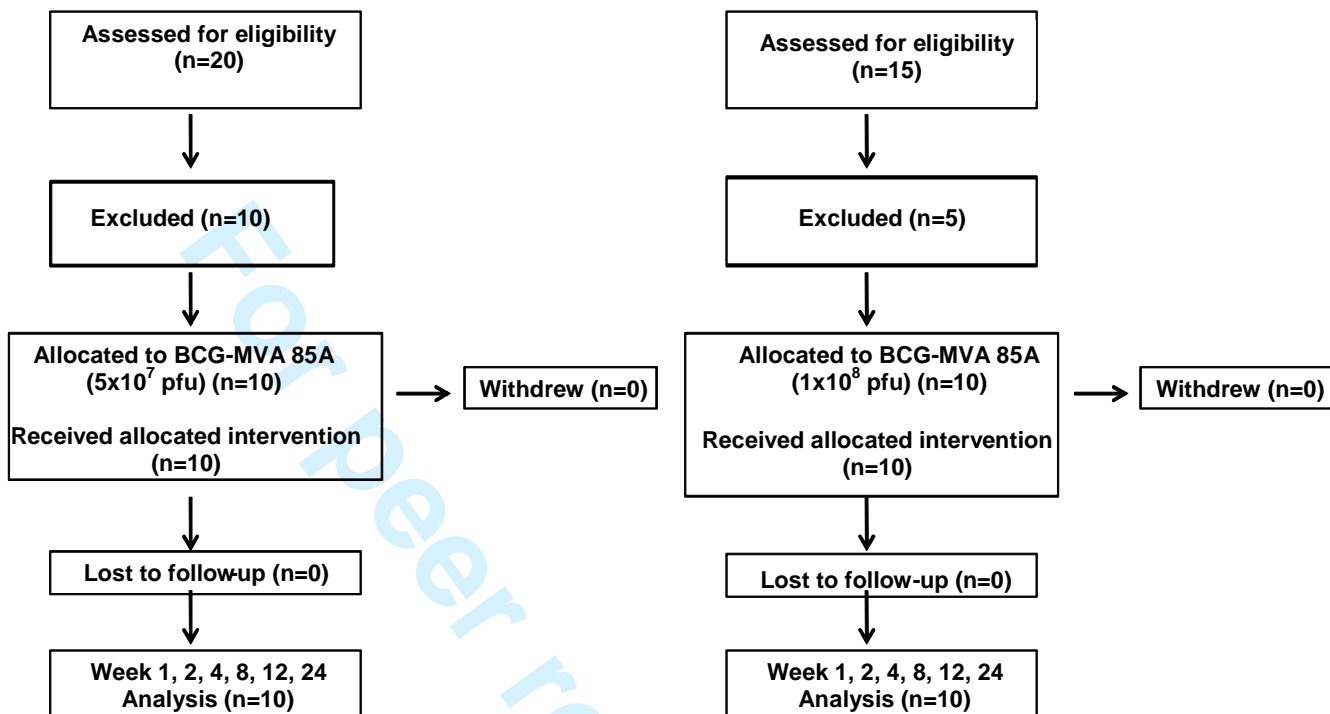 Assessed for eligibility
(n=20)
Excluded (n=10)
Allocated to BCG-MVA 85A
(5x10⁷ pfu) (n=10)
Received allocated intervention
(n=10)
Withdrew (n=0)
Lost to follow-up (n=0)
Week 1, 2, 4, 8, 12, 24
Analysis (n=10)
Assessed for eligibility
(n=15)
Excluded (n=5)
Allocated to BCG-MVA 85A
(1x10⁸ pfu) (n=10)
Received allocated intervention
(n=10)
Withdrew (n=0)
Lost to follow-up (n=0)
Week 1, 2, 4, 8, 12, 24
Analysis (n=10)
For peer re